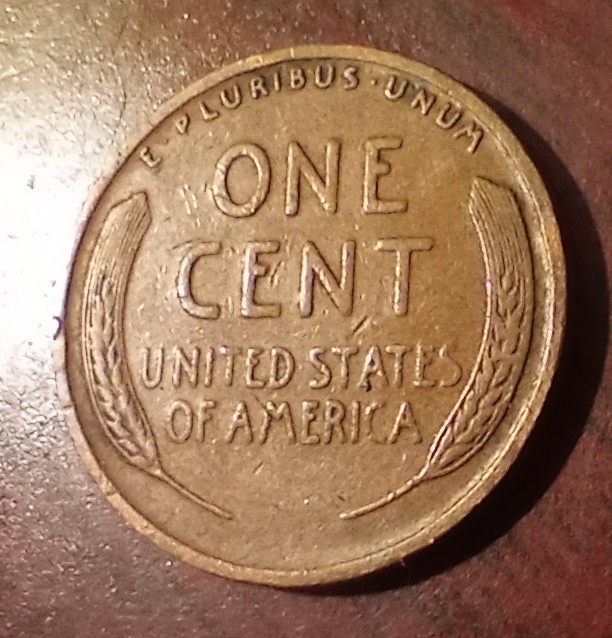 E·PLURIBUS·UNUM
ONE
CENT
UNITED STATES
OF AMERICA